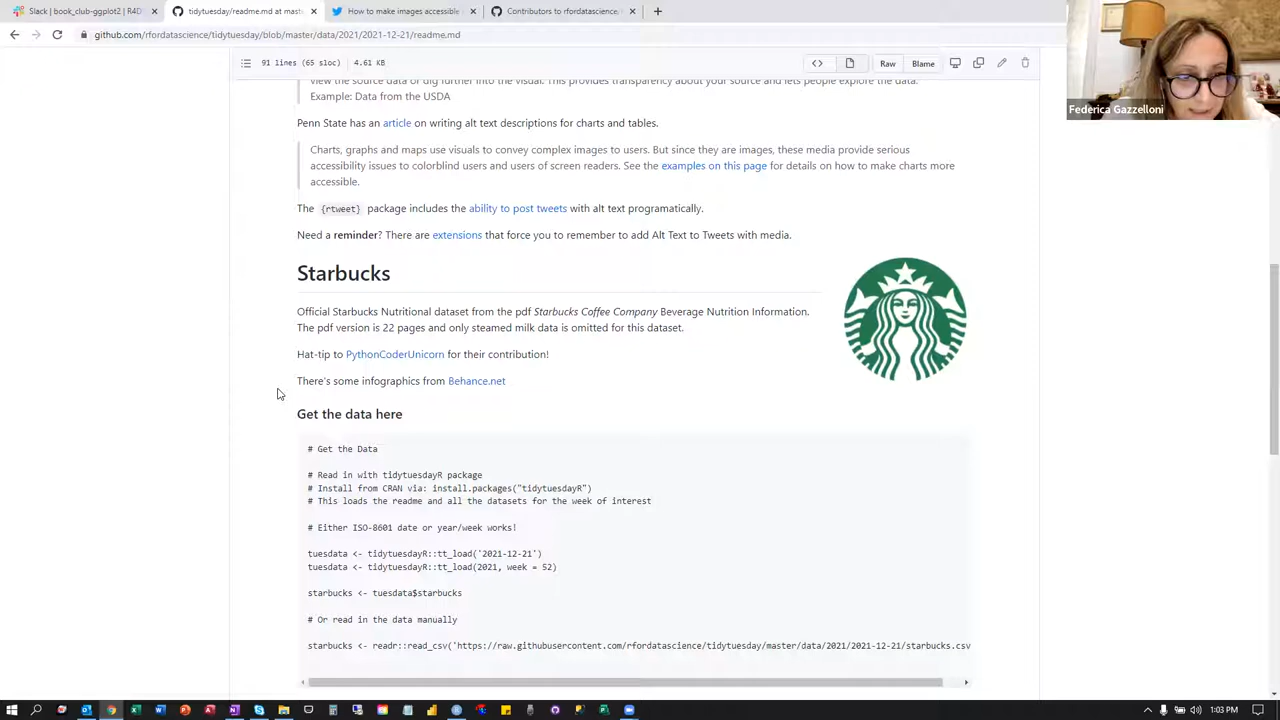 Slack | book_club-ggplot2 | R4D
tidytuesday/readme.md at mast
How to make images accessible
Contributors to rfordatascience/
github.com/rfordatascience/tidytuesday/blob/master/data/2021/2021-12-21/readme.md
91 lines (65 sloc)
4.61 KB
Raw
Blame
Federica Gazzelloni
view the source data or dig further into the visual. This provides transparency about your source and lets people explore the data.
Example: Data from the USDA
Penn State has an article on writing alt text descriptions for charts and tables.
Charts, graphs and maps use visuals to convey complex images to users. But since they are images, these media provide serious
accessibility issues to colorblind users and users of screen readers. See the examples on this page for details on how to make charts more
accessible.
The {rtweet} package includes the ability to post tweets with alt text programatically.
Need a reminder? There are extensions that force you to remember to add Alt Text to Tweets with media.
Starbucks
Official Starbucks Nutritional dataset from the pdf Starbucks Coffee Company Beverage Nutrition Information.
The pdf version is 22 pages and only steamed milk data is omitted for this dataset.
Hat-tip to PythonCoderUnicorn for their contribution!
There's some infographics from Behance.net
Get the data here
# Get the Data
# Read in with tidytuesdayR package
# Install from CRAN via: install.packages("tidytuesdayR")
# This loads the readme and all the datasets for the week of interest
# Either ISO-8601 date or year/week works!
tuesdata <- tidytuesdayR::tt_load('2021-12-21')
tuesdata <- tidytuesdayR::tt_load(2021, week = 52)
starbucks <- tuesdata$starbucks
# Or read in the data manually
starbucks <- readr::read_csv('https://raw.githubusercontent.com/rfordatascience/tidytuesday/master/data/2021/2021-12-21/starbucks.csv
1:03 PM